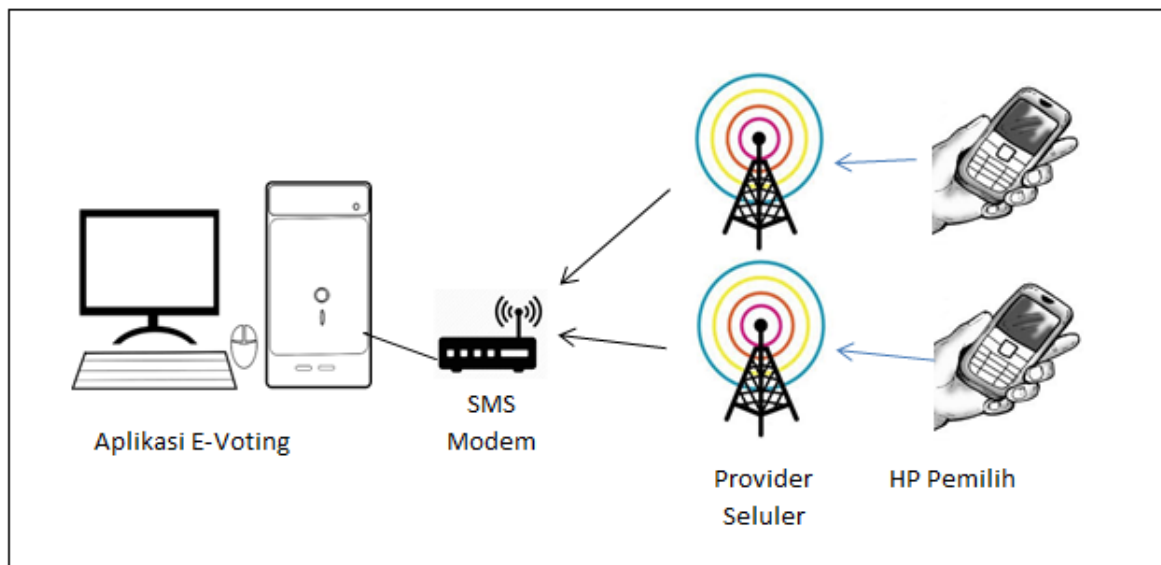 Aplikasi E-Voting
SMS
Modem
Provider
Seluler
HP Pemilih